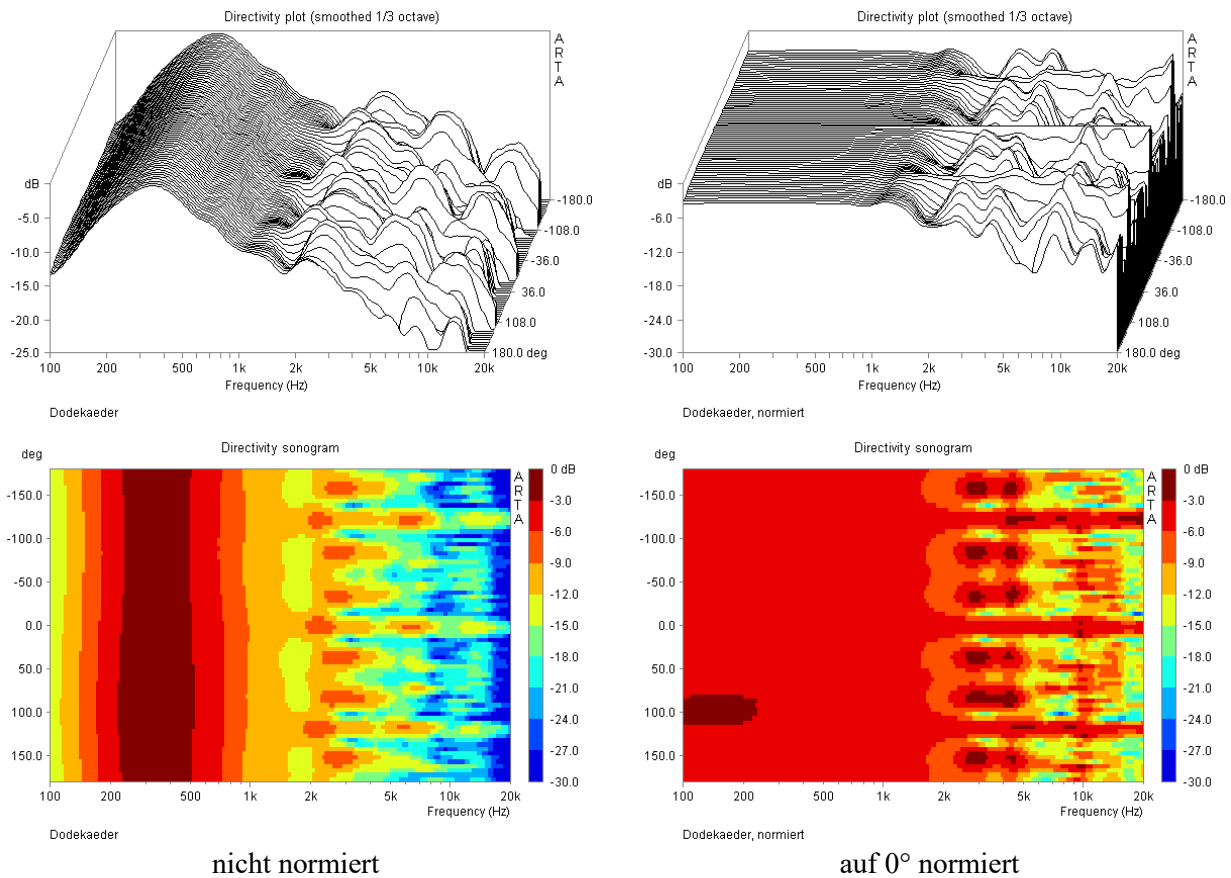 Directivity plot (smoothed 1/3 octave)
A
R
T
A
dB
-5.0
-10.0
-15.0
-20.0
-25.0
-180.0
-108.0
-36.0
36.0
108.0
180.0 deg
100 200 500 1k 2k 5k 10k 20k
Frequency (Hz)
Dodekaeder
Directivity plot (smoothed 1/3 octave)
A
R
T
A
dB
-6.0
-12.0
-18.0
-24.0
-30.0
-180.0
-108.0
-36.0
36.0
108.0
180.0 deg
100 200 500 1k 2k 5k 10k 20k
Frequency (Hz)
Dodekaeder, normiert
Directivity sonogram
deg
-150.0
-100.0
-50.0
0.0
50.0
100.0
150.0
A
R
T
A
0 dB
-3.0
-6.0
-9.0
-12.0
-15.0
-18.0
-21.0
-24.0
-27.0
-30.0
100 200 500 1k 2k 5k 10k 20k
Frequency (Hz)
Dodekaeder
nicht normiert
Directivity sonogram
deg
-150.0
-100.0
-50.0
0.0
50.0
100.0
150.0
A
R
T
A
0 dB
-3.0
-6.0
-9.0
-12.0
-15.0
-18.0
-21.0
-24.0
-27.0
-30.0
100 200 500 1k 2k 5k 10k 20k
Frequency (Hz)
Dodekaeder, normiert
auf 0° normiert